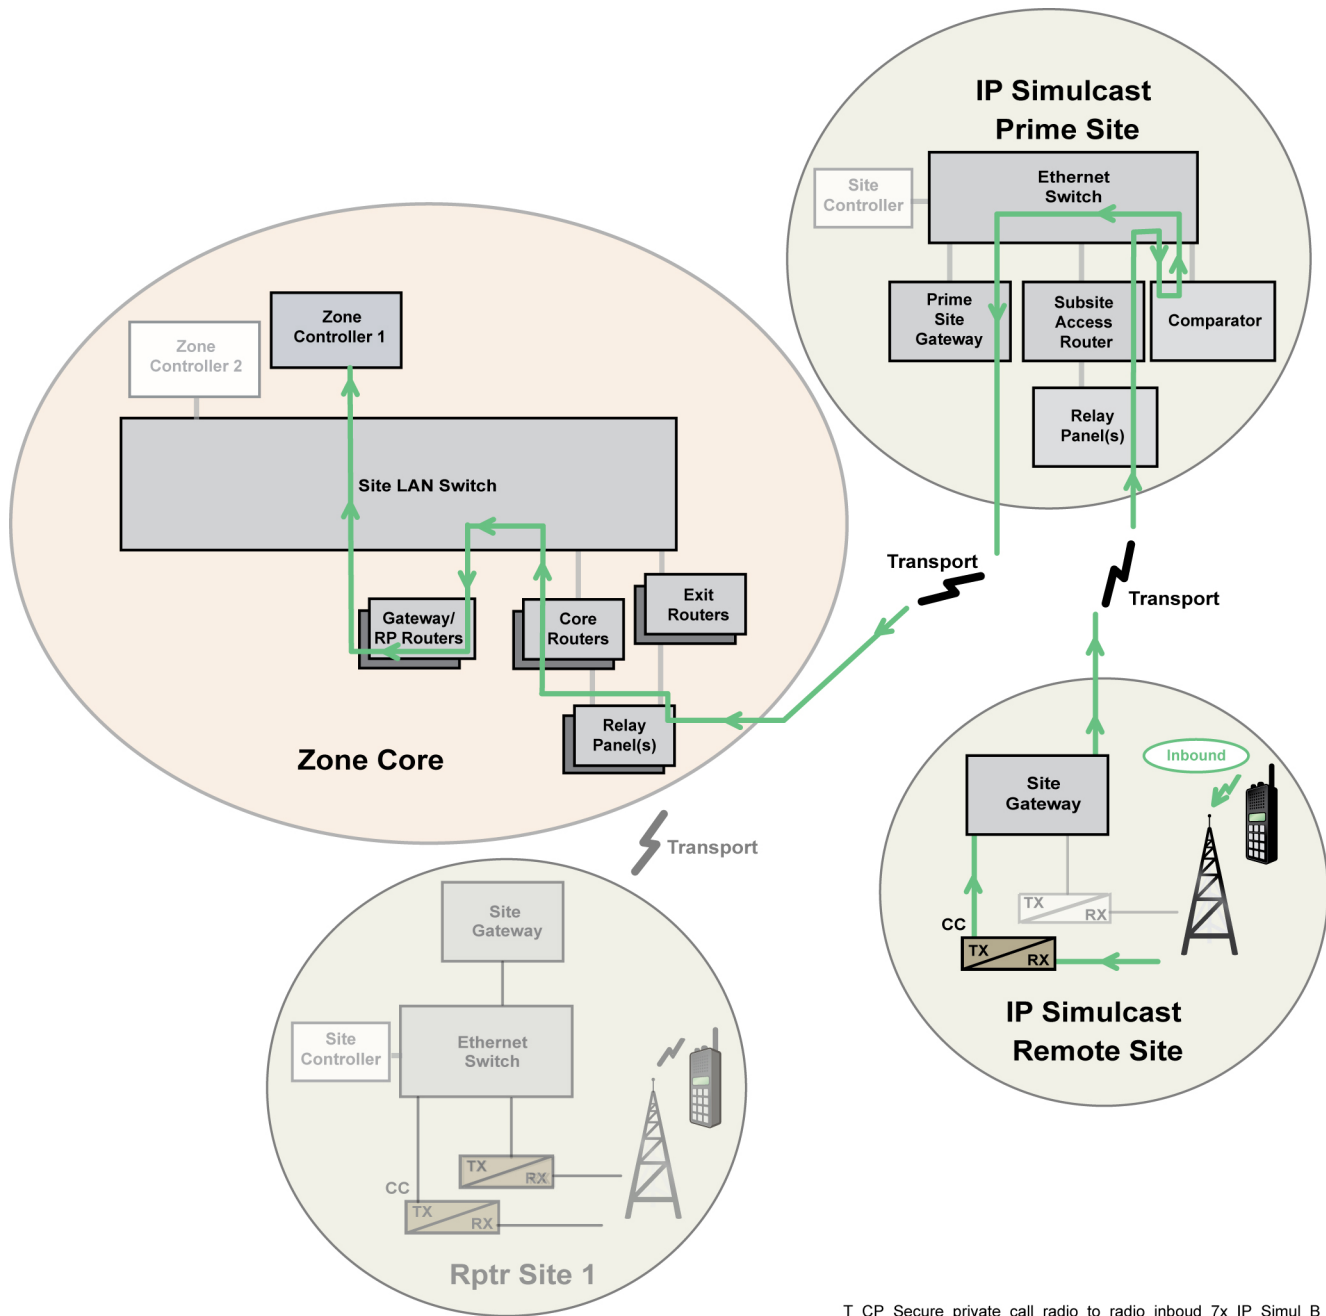 IP Simulcast
Prime Site
Ethernet
Switch
Site
Controller
Prime
Site
Gateway
Subsite
Access
Router
Comparator
Relay
Panel(s)
Zone
Controller 1
Zone
Controller 2
Site LAN Switch
Gateway/
RP Routers
Core
Routers
Exit
Routers
Relay
Panel(s)
Zone Core
Transport
Transport
Transport
Inbound
Site
Gateway
TX
RX
CC
TX
RX
IP Simulcast
Remote Site
Site
Gateway
Ethernet
Switch
Site
Controller
TX
RX
CC
TX
RX
Rptr Site 1
T_CP_Secure_private_call_radio_to_radio_inboud_7x_IP_Simul_B